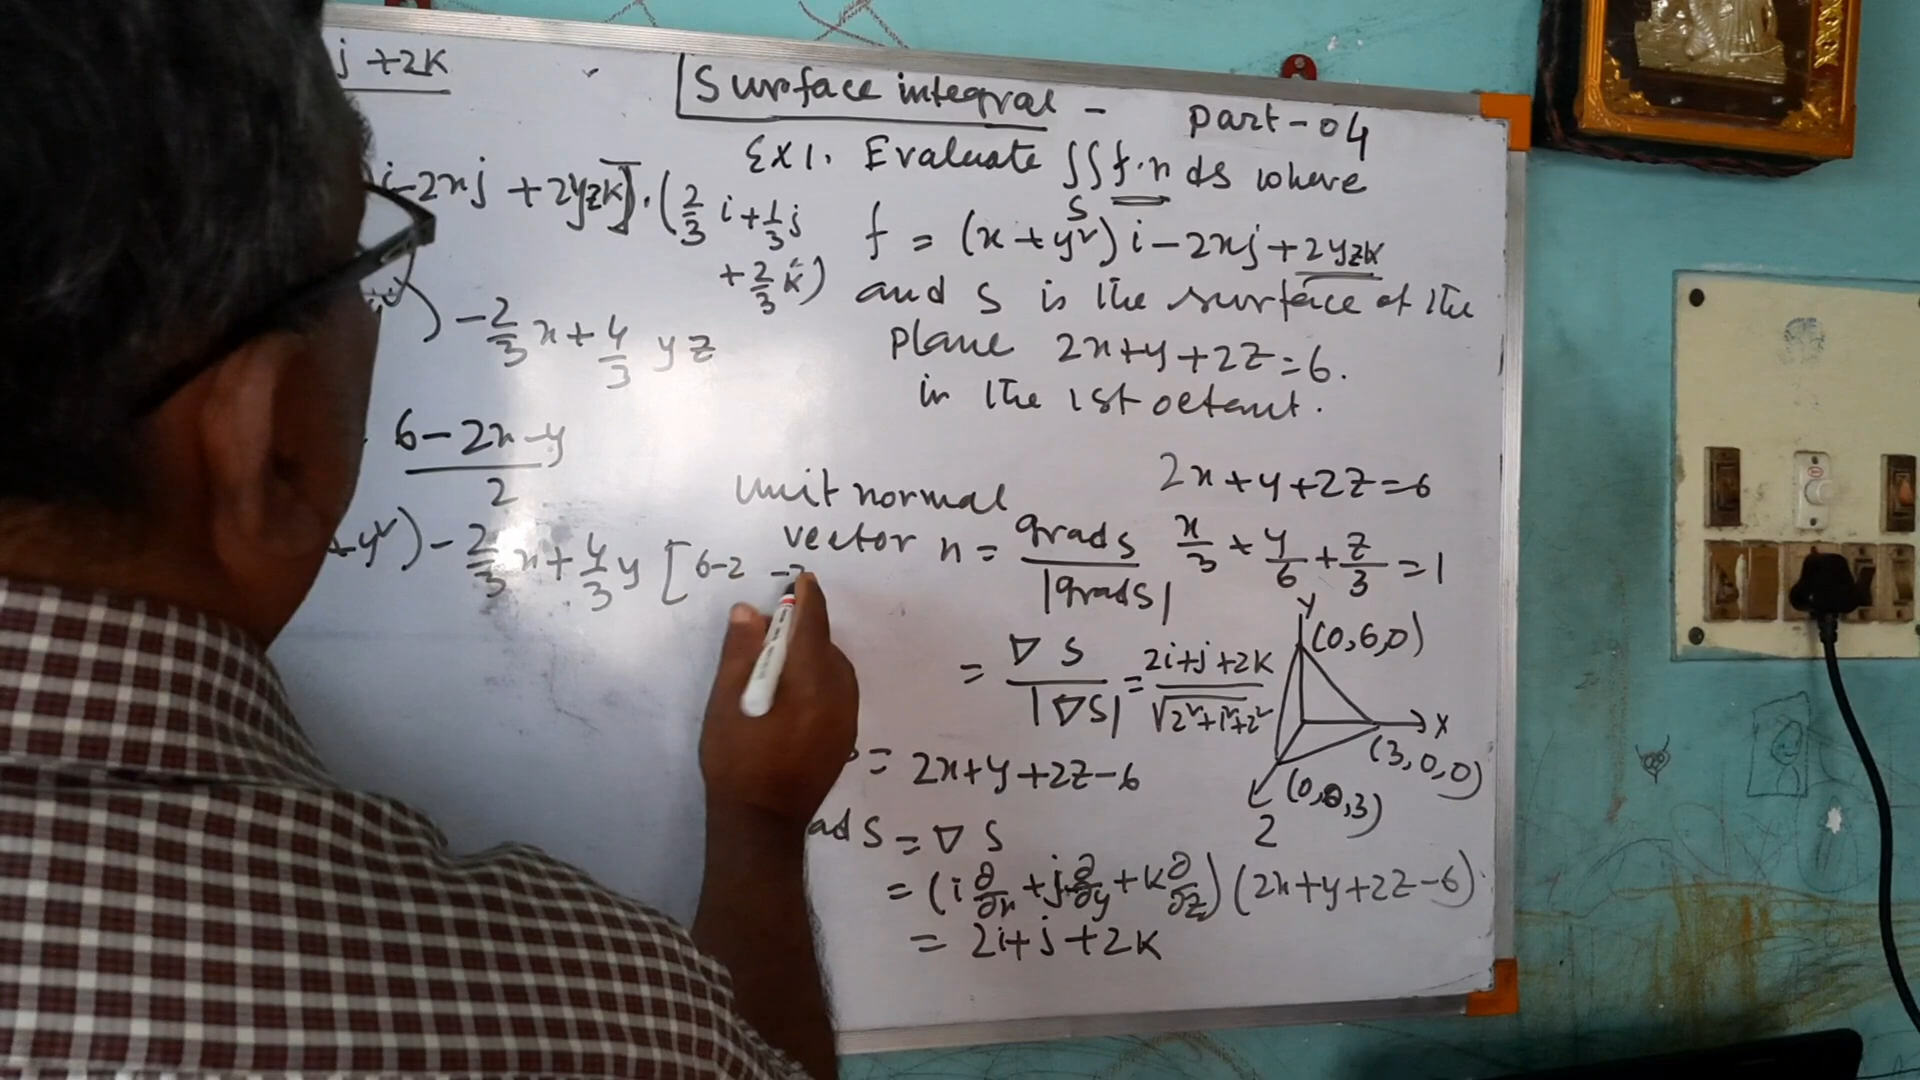 j + 2k
i - 2xj + 2yzk] . (2/3 i + 1/3 j
+ 2/3 k)
) - 2/3 x + 4/3 yz
6 - 2x - y
2
+ y²) - 2/3 x + 4/3 y [6-2
Surface integral -
part - 04
Ex 1. Evaluate ∫∫ f.n ds where
S
f = (x + y²) i - 2xj + 2yzk
and S is the surface of the
plane 2x+y+2z=6.
in the 1st octant.
2x+y+2z=6
x/3 + y/6 + z/3 = 1
unit normal
vector n = grad s / |grad s|
= ∇ S / |∇ S| = 2i+j+2k / √2²+1²+2²
= 2x+y+2z-6
ad S = ∇ S
= (i ∂/∂x + j ∂/∂y + k ∂/∂z) (2x+y+2z-6)
= 2i + j + 2k
Y
(0,6,0)
X
(3,0,0)
(0,0,3)
Z